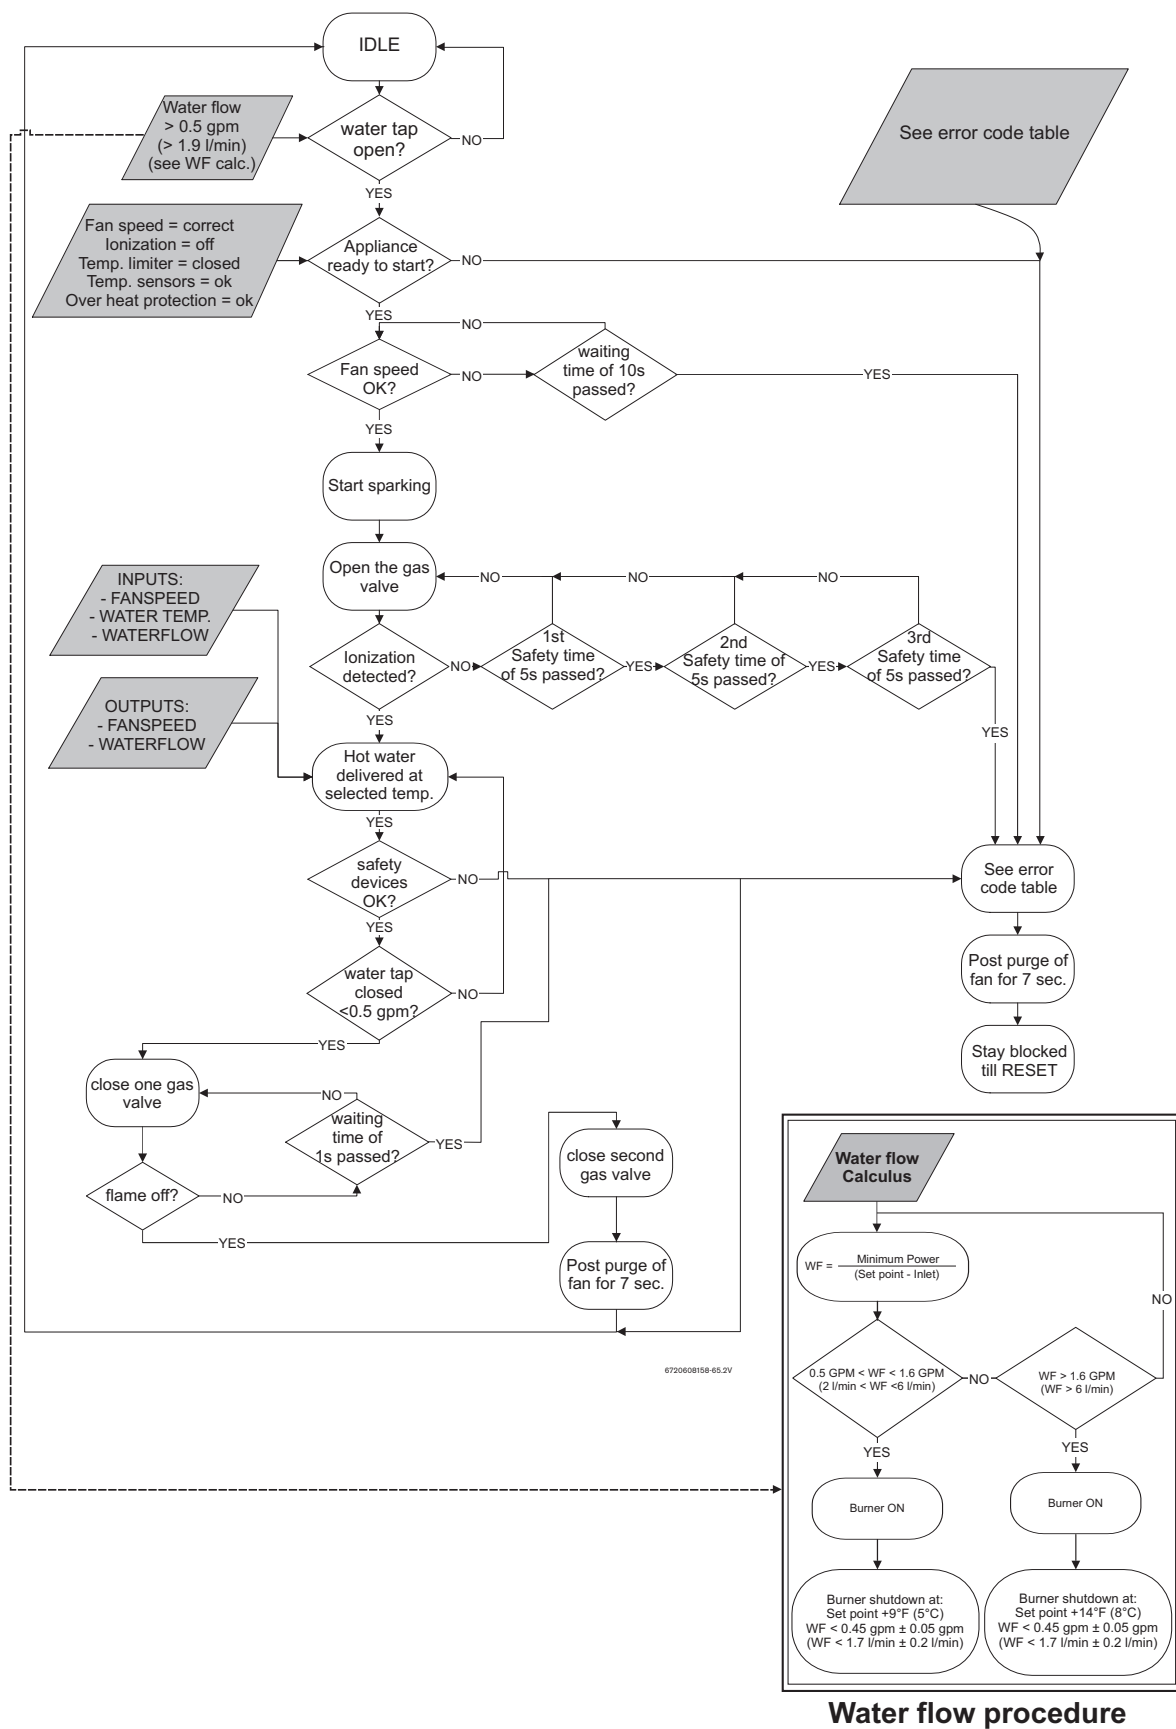 IDLE
Water flow
> 0.5 gpm
(> 1.9 l/min)
(see WF calc.)
water tap
open?
NO
See error code table
YES
Fan speed = correct
Ionization = off
Temp. limiter = closed
Temp. sensors = ok
Over heat protection = ok
Appliance
ready to start?
NO
YES
NO
Fan speed
OK?
NO
waiting
time of 10s
passed?
YES
YES
Start sparking
Open the gas
valve
NO
NO
NO
INPUTS:
- FANSPEED
- WATER TEMP.
- WATERFLOW
Ionization
detected?
NO
1st
Safety time
of 5s passed?
YES
2nd
Safety time of
5s passed?
YES
3rd
Safety time
of 5s passed?
YES
YES
OUTPUTS:
- FANSPEED
- WATERFLOW
Hot water
delivered at
selected temp.
YES
safety
devices
OK?
NO
See error
code table
YES
water tap
closed
<0.5 gpm?
NO
Post purge of
fan for 7 sec.
YES
Stay blocked
till RESET
close one gas
valve
NO
waiting
time of
1s passed?
YES
close second
gas valve
flame off?
NO
YES
Post purge of
fan for 7 sec.
6720608158-65.2V
Water flow
Calculus
WF =
Minimum Power
(Set point - Inlet)
NO
0.5 GPM < WF < 1.6 GPM
(2 l/min < WF <6 l/min)
NO
WF > 1.6 GPM
(WF > 6 l/min)
YES
YES
Burner ON
Burner ON
Burner shutdown at:
Set point +9°F (5°C)
WF < 0.45 gpm ± 0.05 gpm
(WF < 1.7 l/min ± 0.2 l/min)
Burner shutdown at:
Set point +14°F (8°C)
WF < 0.45 gpm ± 0.05 gpm
(WF < 1.7 l/min ± 0.2 l/min)
Water flow procedure